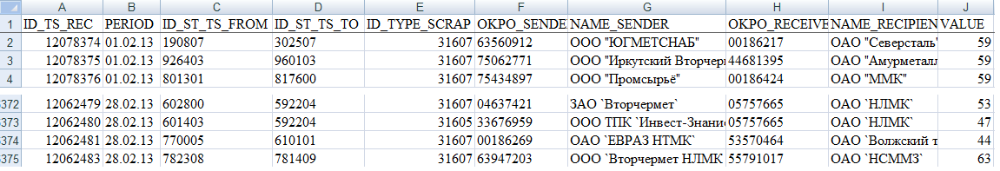 A B C D E F G H I J
1 ID_TS_REC PERIOD ID_ST_TS_FROM ID_ST_TS_TO ID_TYPE_SCRAP OKPO_SENDE NAME_SENDER OKPO_RECEIVE NAME_RECIPIEN VALUE
2 12078374 01.02.13 190807 302507 31607 63560912 ООО "ЮГМЕТСНАБ" 00186217 ОАО "Северсталь" 59
3 12078375 01.02.13 926403 960103 31607 75062771 ООО "Иркутский Вторчер 44681395 ОАО "Амурметалл 59
4 12078376 01.02.13 801301 817600 31607 75434897 ООО "Промсырьё" 00186424 ОАО "ММК" 59
372 12062479 28.02.13 602800 592204 31607 04637421 ЗАО `Вторчермет` 05757665 ОАО `НЛМК` 53
373 12062480 28.02.13 601403 592204 31605 33676959 ООО ТПК `Инвест-Знание 05757665 ОАО `НЛМК` 47
374 12062481 28.02.13 770005 610101 31607 00186269 ОАО `ЕВРАЗ НТМК` 53570464 ОАО `Волжский т 44
375 12062483 28.02.13 782308 781409 31607 63947203 ООО `Вторчермет НЛМК 55791017 ОАО `НСММЗ` 63